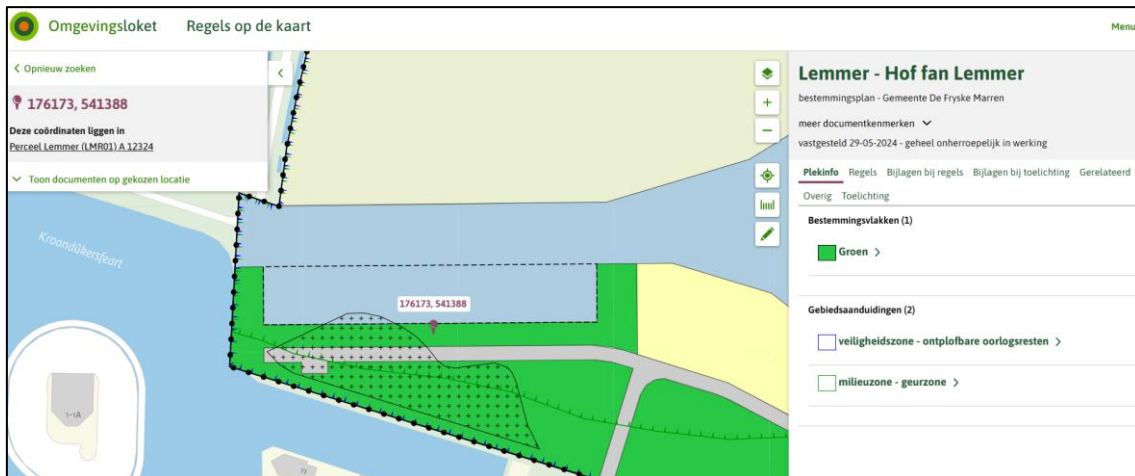 Omgevingsloket Regels op de kaart Menu
Opnieuw zoeken
176173, 541388
Deze coördinaten liggen in
Perceel Lemmer (LMR01) A 12324
Toon documenten op gekozen locatie
Kroandûkersfeart
176173, 541388
1-1A
11
Lemmer - Hof fan Lemmer
bestemmingsplan - Gemeente De Fryske Marren
meer documentkenmerken
vastgesteld 29-05-2024 - geheel onherroepelijk in werking
Plekinfo Regels Bijlagen bij regels Bijlagen bij toelichting Gerelateerd
Overig Toelichting
Bestemmingsvlakken (1)
Groen
Gebiedsaanduidingen (2)
veiligheidszone - ontplofbare oorlogsresten
milieuzone - geurzone